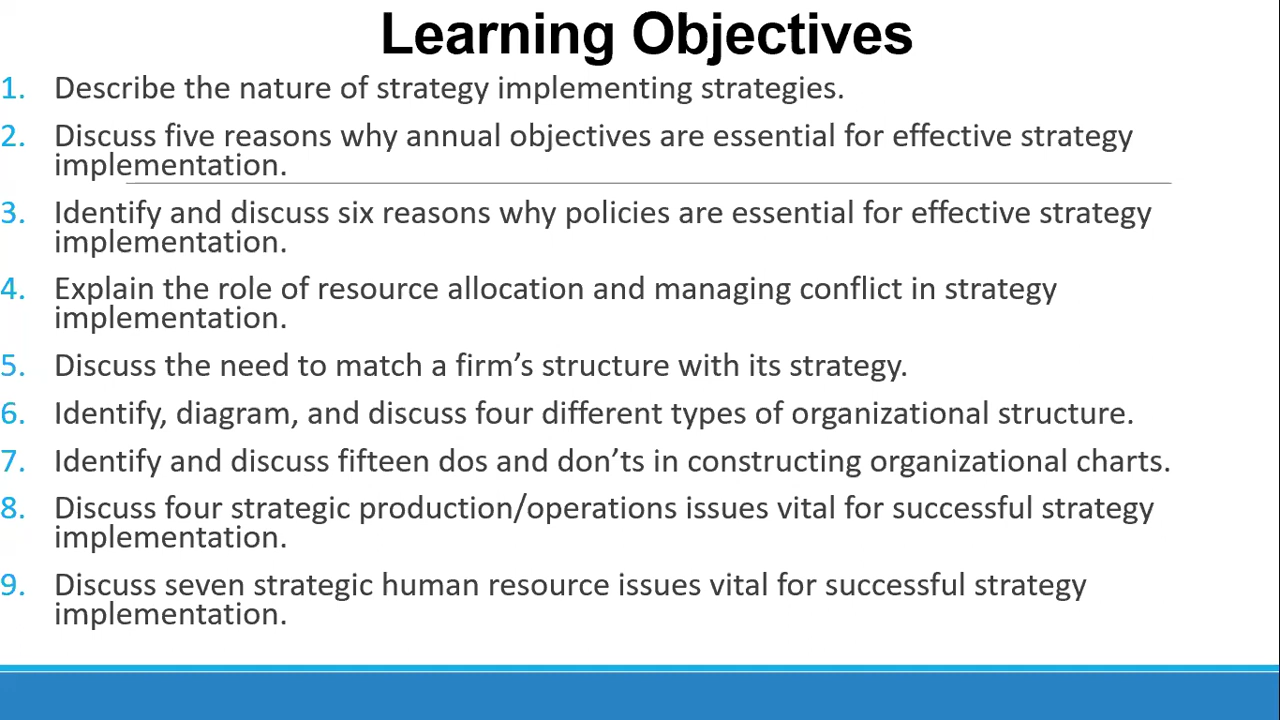 Learning Objectives
1. Describe the nature of strategy implementing strategies.
2. Discuss five reasons why annual objectives are essential for effective strategy
implementation.
3. Identify and discuss six reasons why policies are essential for effective strategy
implementation.
4. Explain the role of resource allocation and managing conflict in strategy
implementation.
5. Discuss the need to match a firm’s structure with its strategy.
6. Identify, diagram, and discuss four different types of organizational structure.
7. Identify and discuss fifteen dos and don’ts in constructing organizational charts.
8. Discuss four strategic production/operations issues vital for successful strategy
implementation.
9. Discuss seven strategic human resource issues vital for successful strategy
implementation.